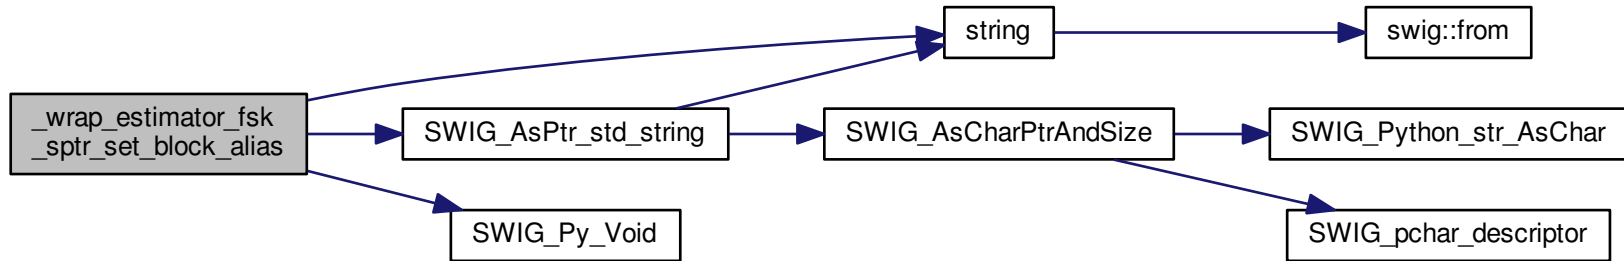 string
swig::from
_wrap_estimator_fsk
_sptr_set_block_alias
SWIG_AsPtr_std_string
SWIG_AsCharPtrAndSize
SWIG_Python_str_AsChar
SWIG_Py_Void
SWIG_pchar_descriptor